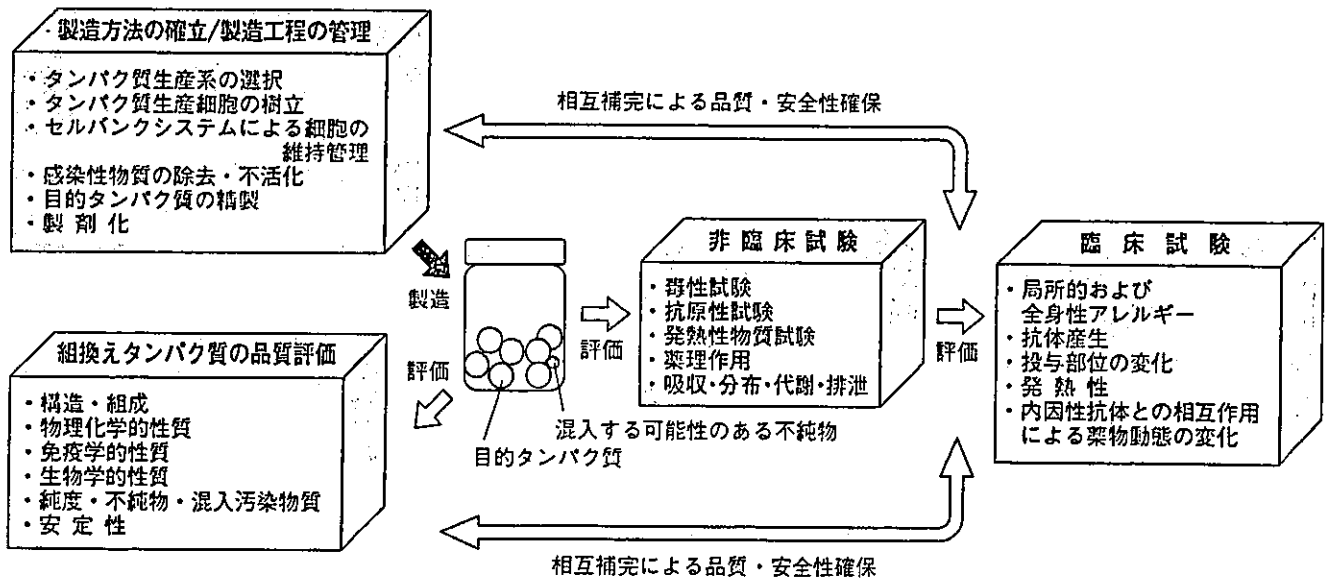 製造方法の確立/製造工程の管理
・タンパク質生産系の選択
・タンパク質生産細胞の樹立
・セルバンクシステムによる細胞の
維持管理
・感染性物質の除去・不活化
・目的タンパク質の精製
・製剤化
相互補完による品質・安全性確保
製造
評価
組換えタンパク質の品質評価
・構造・組成
・物理化学的性質
・免疫学的性質
・生物学的性質
・純度・不純物・混入汚染物質
・安定性
混入する可能性のある不純物
目的タンパク質
評価
非臨床試験
・毒性試験
・抗原性試験
・発熱性物質試験
・薬理作用
・吸収・分布・代謝・排泄
評価
臨床試験
・局所的および
全身性アレルギー
・抗体産生
・投与部位の変化
・発熱性
・内因性抗体との相互作用
による薬物動態の変化
相互補完による品質・安全性確保